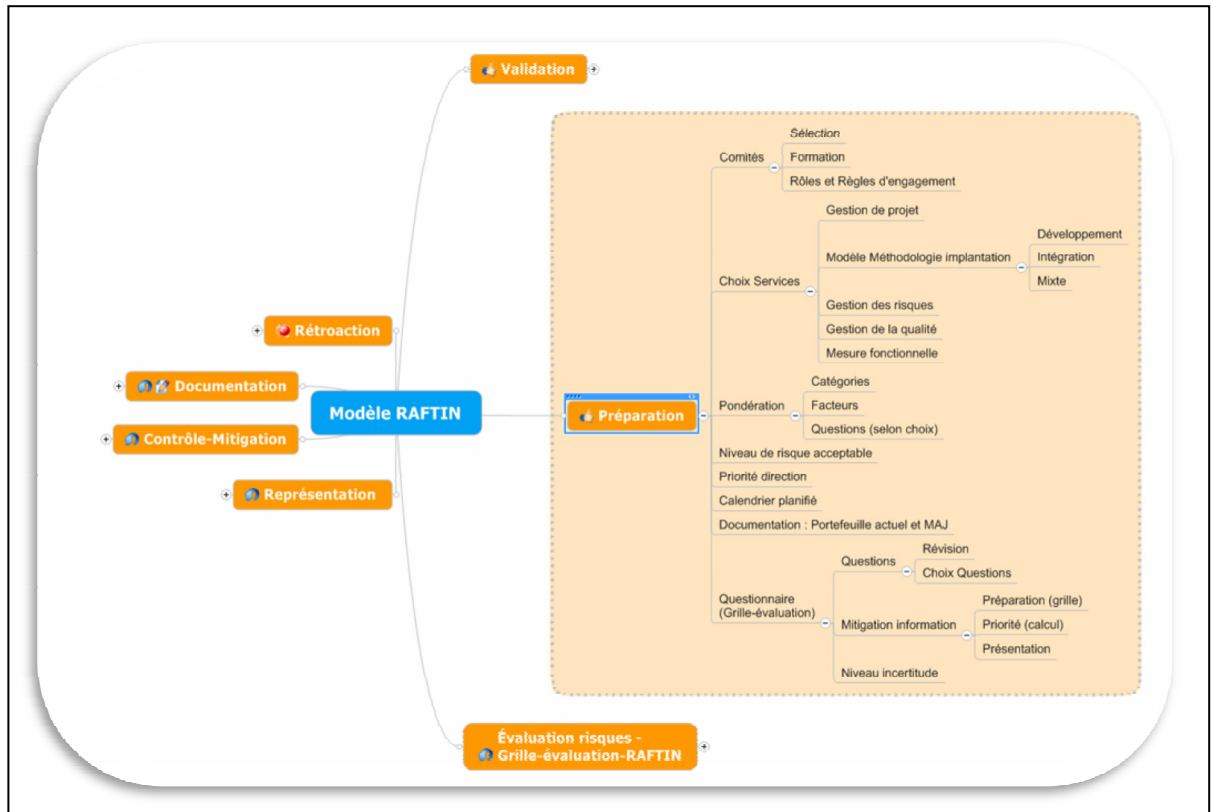 Validation
Sélection
Comités
Formation
Rôles et Règles d'engagement
Gestion de projet
Développement
Modèle Méthodologie implantation
Intégration
Mixte
Choix Services
Gestion des risques
Gestion de la qualité
Mesure fonctionnelle
Rétroaction
Documentation
Modèle RAFTIN
Contrôle-Mitigation
Représentation
Préparation
Catégories
Pondération
Facteurs
Questions (selon choix)
Niveau de risque acceptable
Priorité direction
Calendrier planifié
Documentation : Portefeuille actuel et MAJ
Révision
Questions
Choix Questions
Questionnaire
(Grille-évaluation)
Préparation (grille)
Mitigation information
Priorité (calcul)
Présentation
Niveau incertitude
Évaluation risques -
Grille-évaluation-RAFTIN